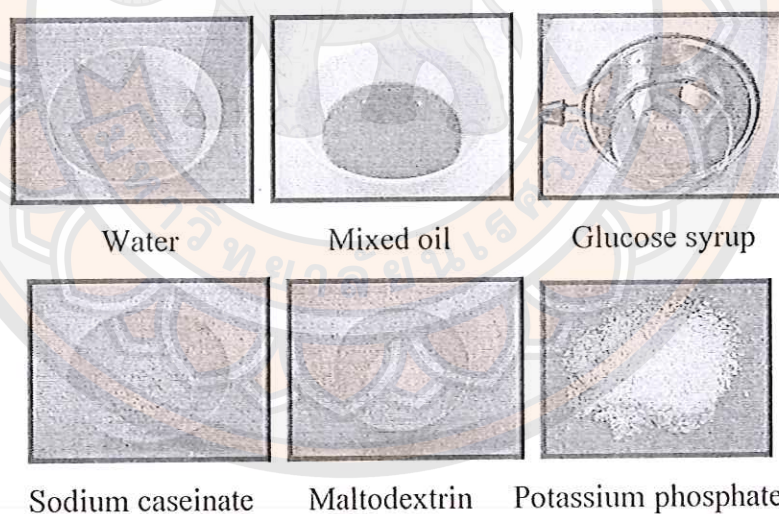 Water Mixed oil Glucose syrup
Sodium caseinate Maltodextrin Potassium phosphate